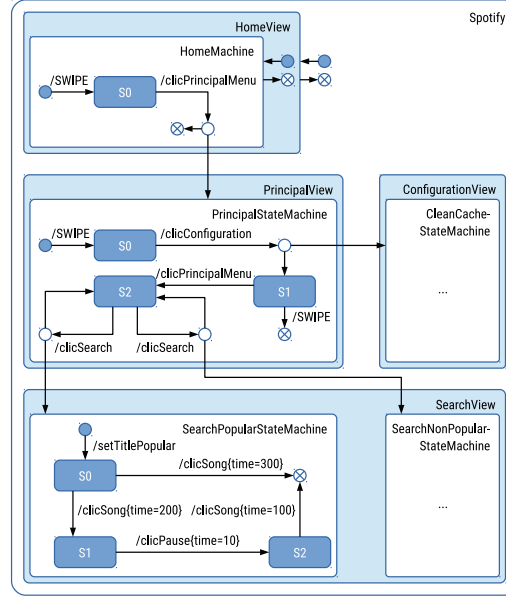 Spotify
HomeView
HomeMachine
/SWIPE
/clicPrincipalMenu
S0
PrincipalView
PrincipalStateMachine
/SWIPE
/clicConfiguration
S0
/clicPrincipalMenu
S2
S1
/SWIPE
/clicSearch
/clicSearch
ConfigurationView
CleanCache-
StateMachine
...
SearchView
SearchPopularStateMachine
/setTitlePopular
/clicSong{time=300}
S0
/clicSong{time=200}
/clicSong{time=100}
/clicPause{time=10}
S1
S2
SearchNonPopular-
StateMachine
...